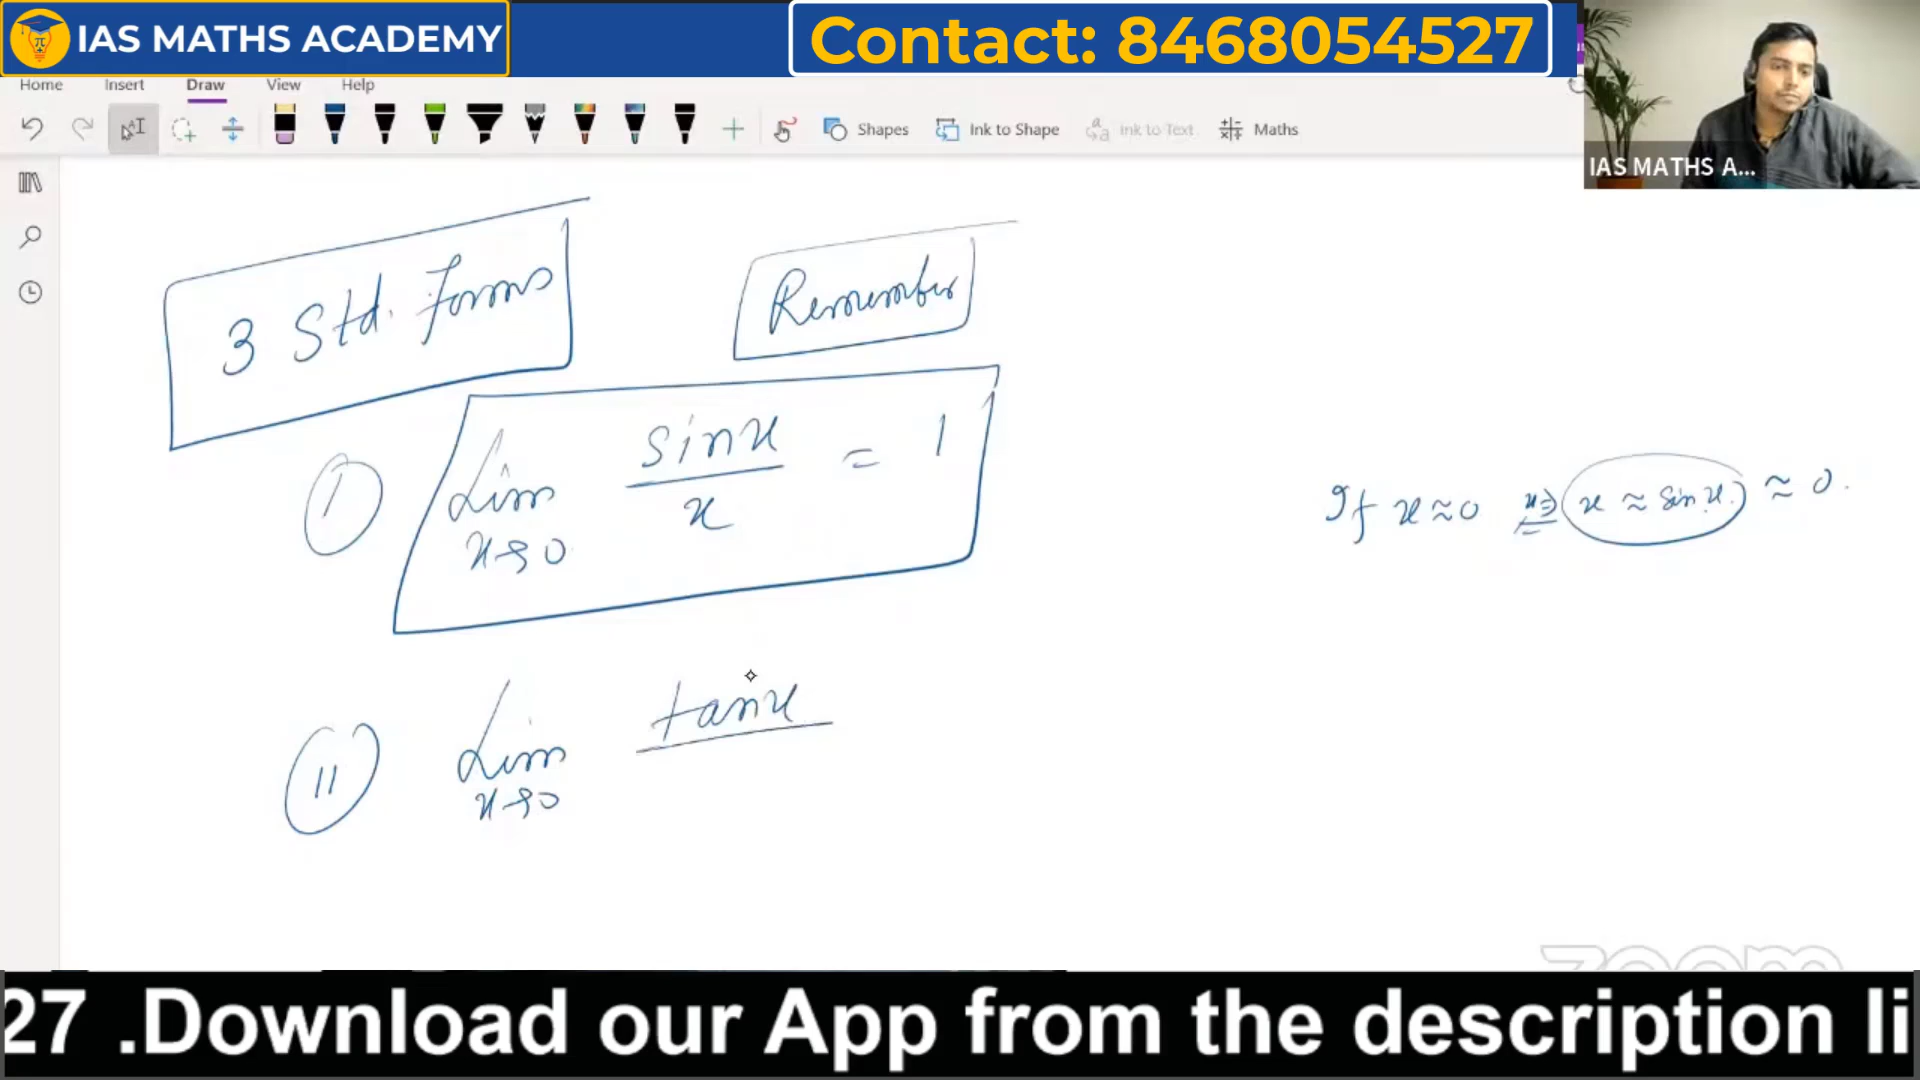 IAS MATHS ACADEMY
Contact: 8468054527
Home Insert Draw View Help
Shapes Ink to Shape Ink to Text Maths
IAS MATHS A...
3 Std. Forms
Remember
I Lim x→0 sinx/x = 1
If x≈0 ⇒ x ≈ sin x. ≈ 0.
II Lim x→0 tanx
zoom
27 .Download our App from the description li